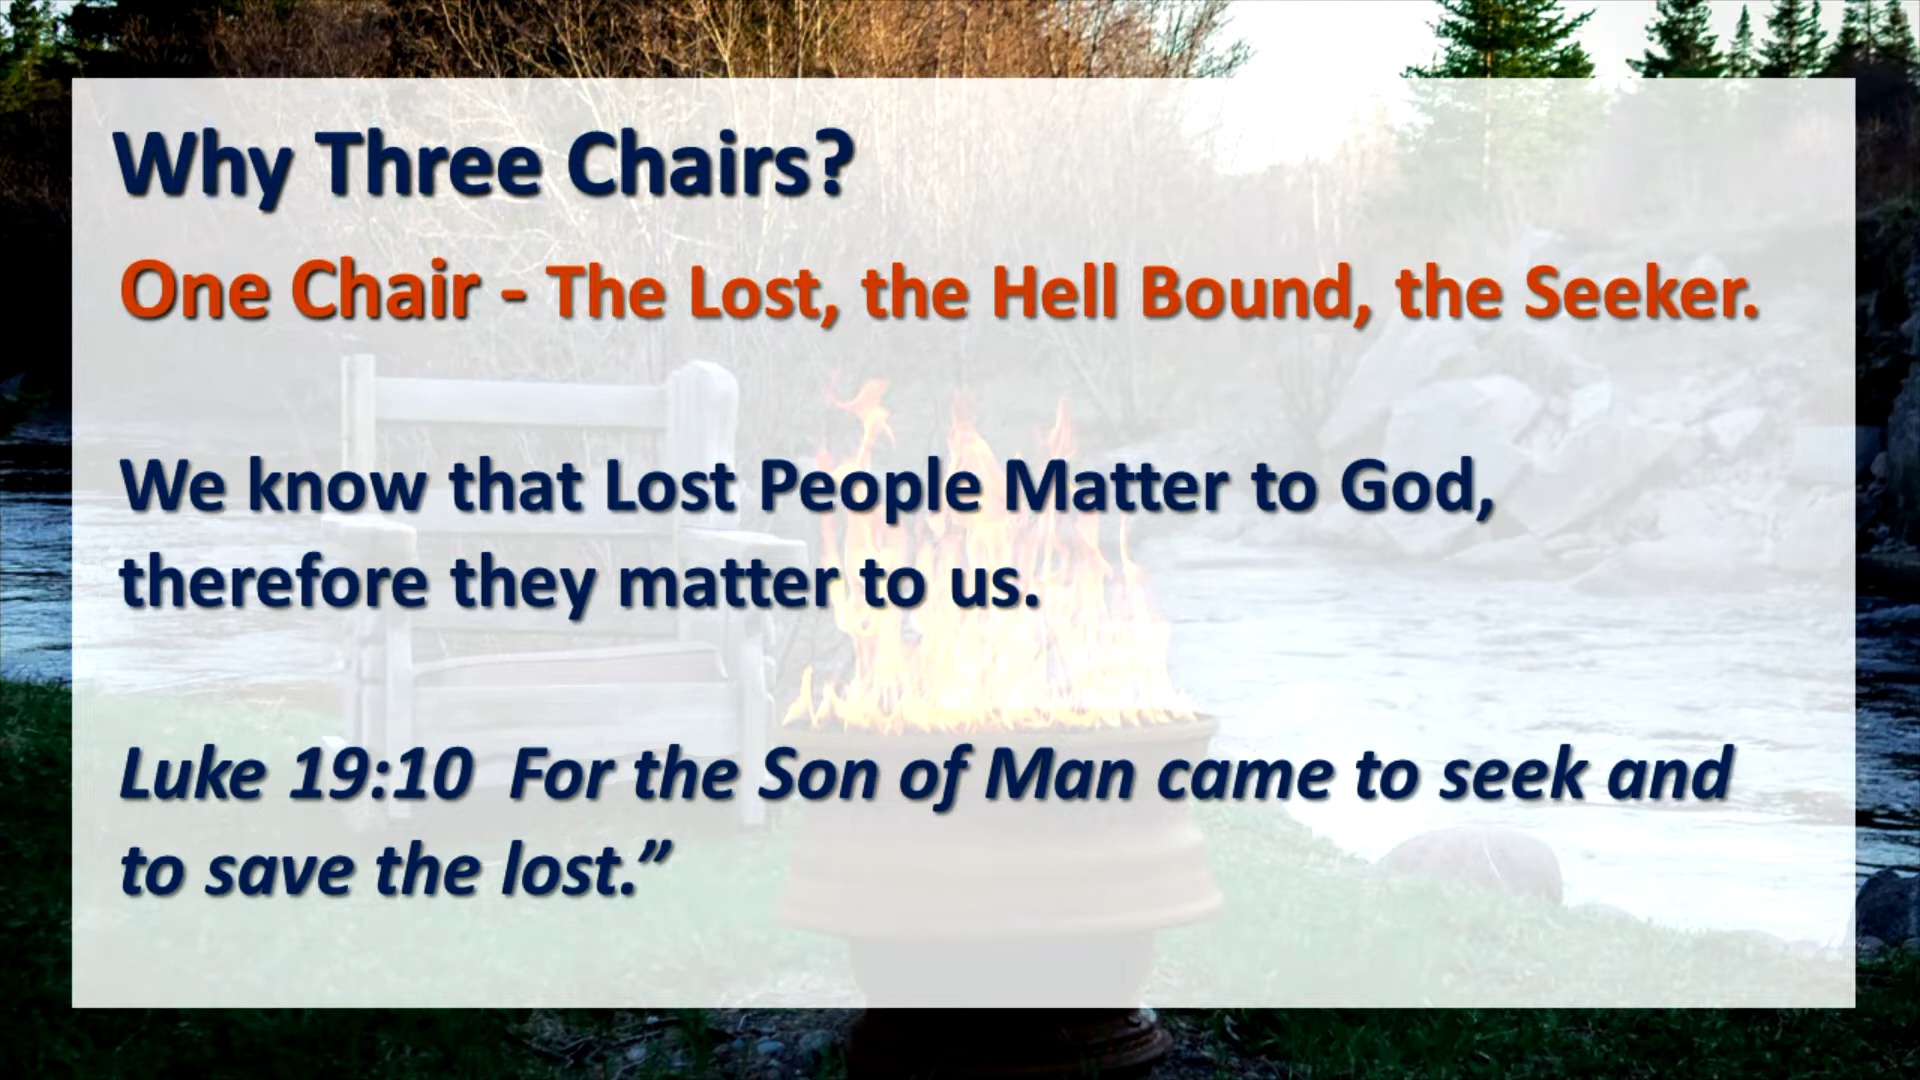 Why Three Chairs?
One Chair - The Lost, the Hell Bound, the Seeker.
We know that Lost People Matter to God,
therefore they matter to us.
Luke 19:10  For the Son of Man came to seek and
to save the lost.”